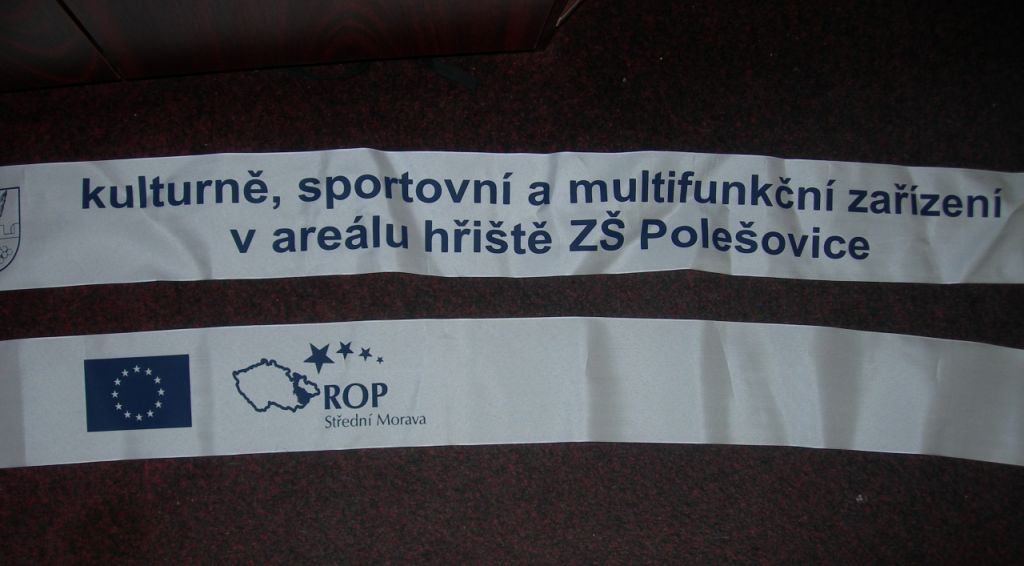 kulturně, sportovní a multifunkční zařízení
v areálu hřiště ZŠ Polešovice
ROP
Střední Morava